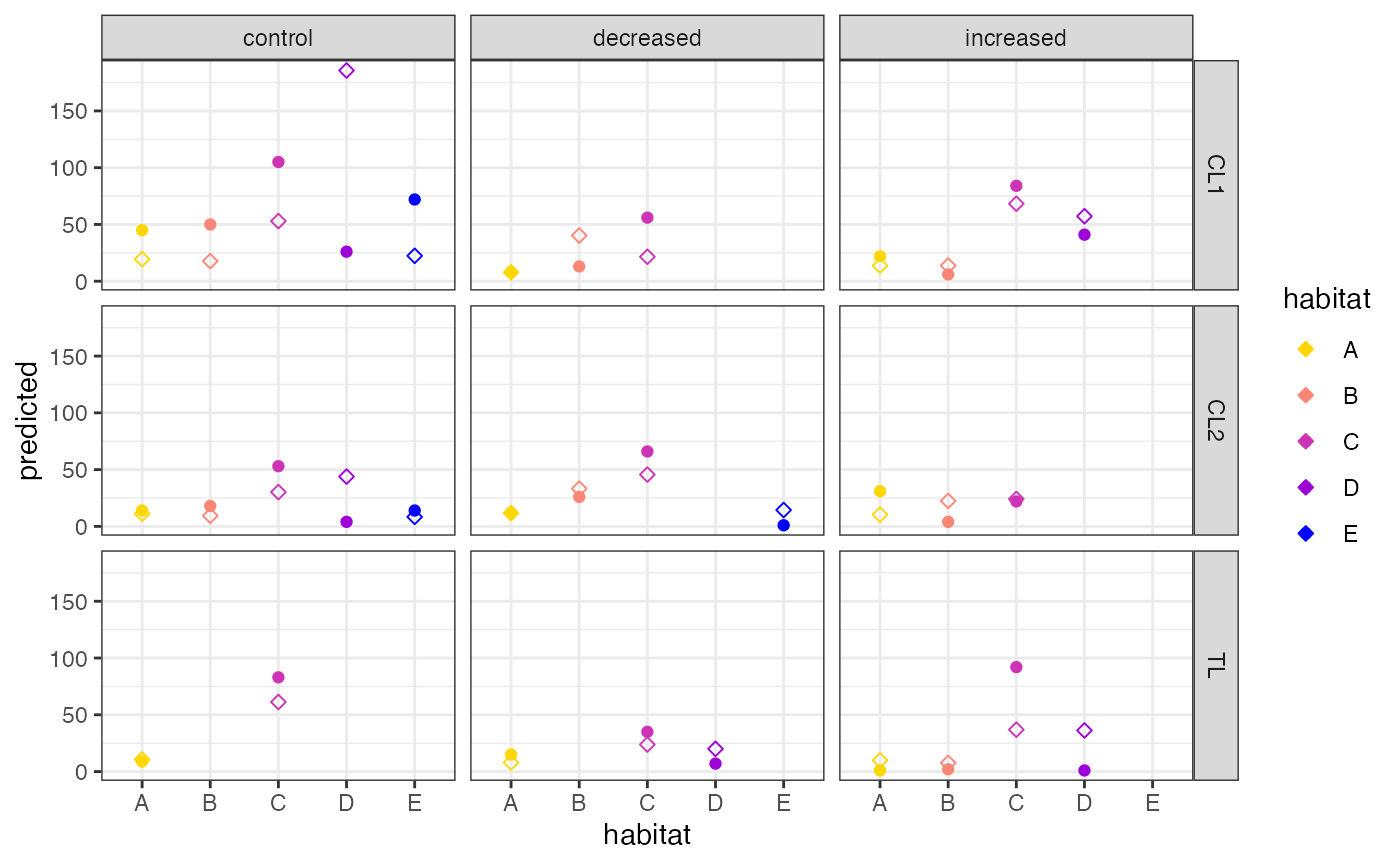 control decreased increased
150
100
50
0
CL1
150
100
50
0
CL2
150
100
50
0
TL
predicted
A B C D E A B C D E A B C D E
habitat
habitat
A
B
C
D
E